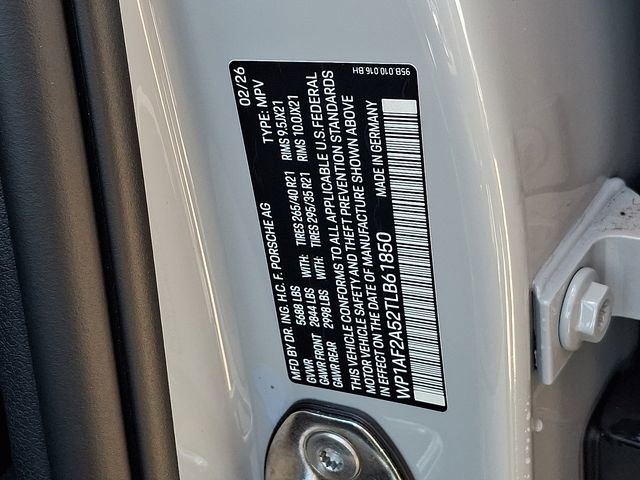 MFD BY DR. ING. H.C. F. PORSCHE AG 02/26
GVWR 5688 LBS TYPE: MPV
GAWR FRONT 2844 LBS WITH: TIRES 265/40 R21 RIMS 9.5JX21
GAWR REAR 2998 LBS WITH: TIRES 295/35 R21 RIMS 10.0JX21
THIS VEHICLE CONFORMS TO ALL APPLICABLE U.S. FEDERAL
MOTOR VEHICLE SAFETY AND THEFT PREVENTION STANDARDS
IN EFFECT ON THE DATE OF MANUFACTURE SHOWN ABOVE
WP1AF2A52TLB61850 MADE IN GERMANY
95B.010.016.BH